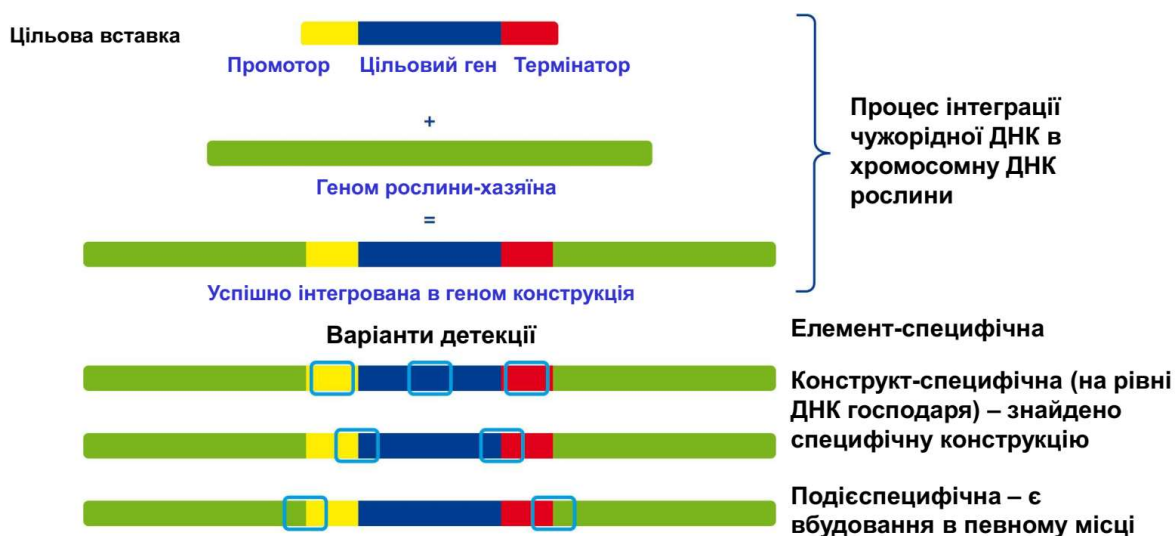 Цільова вставка
Промотор Цільовий ген Термінатор
+
Геном рослини-хазяїна
=
Успішно інтегрована в геном конструкція
Процес інтеграції
чужорідної ДНК в
хромосомну ДНК
рослини
Варіанти детекції
Елемент-специфічна
Конструкт-специфічна (на рівні
ДНК господаря) – знайдено
специфічну конструкцію
Подієспецифічна – є
вбудовання в певному місці